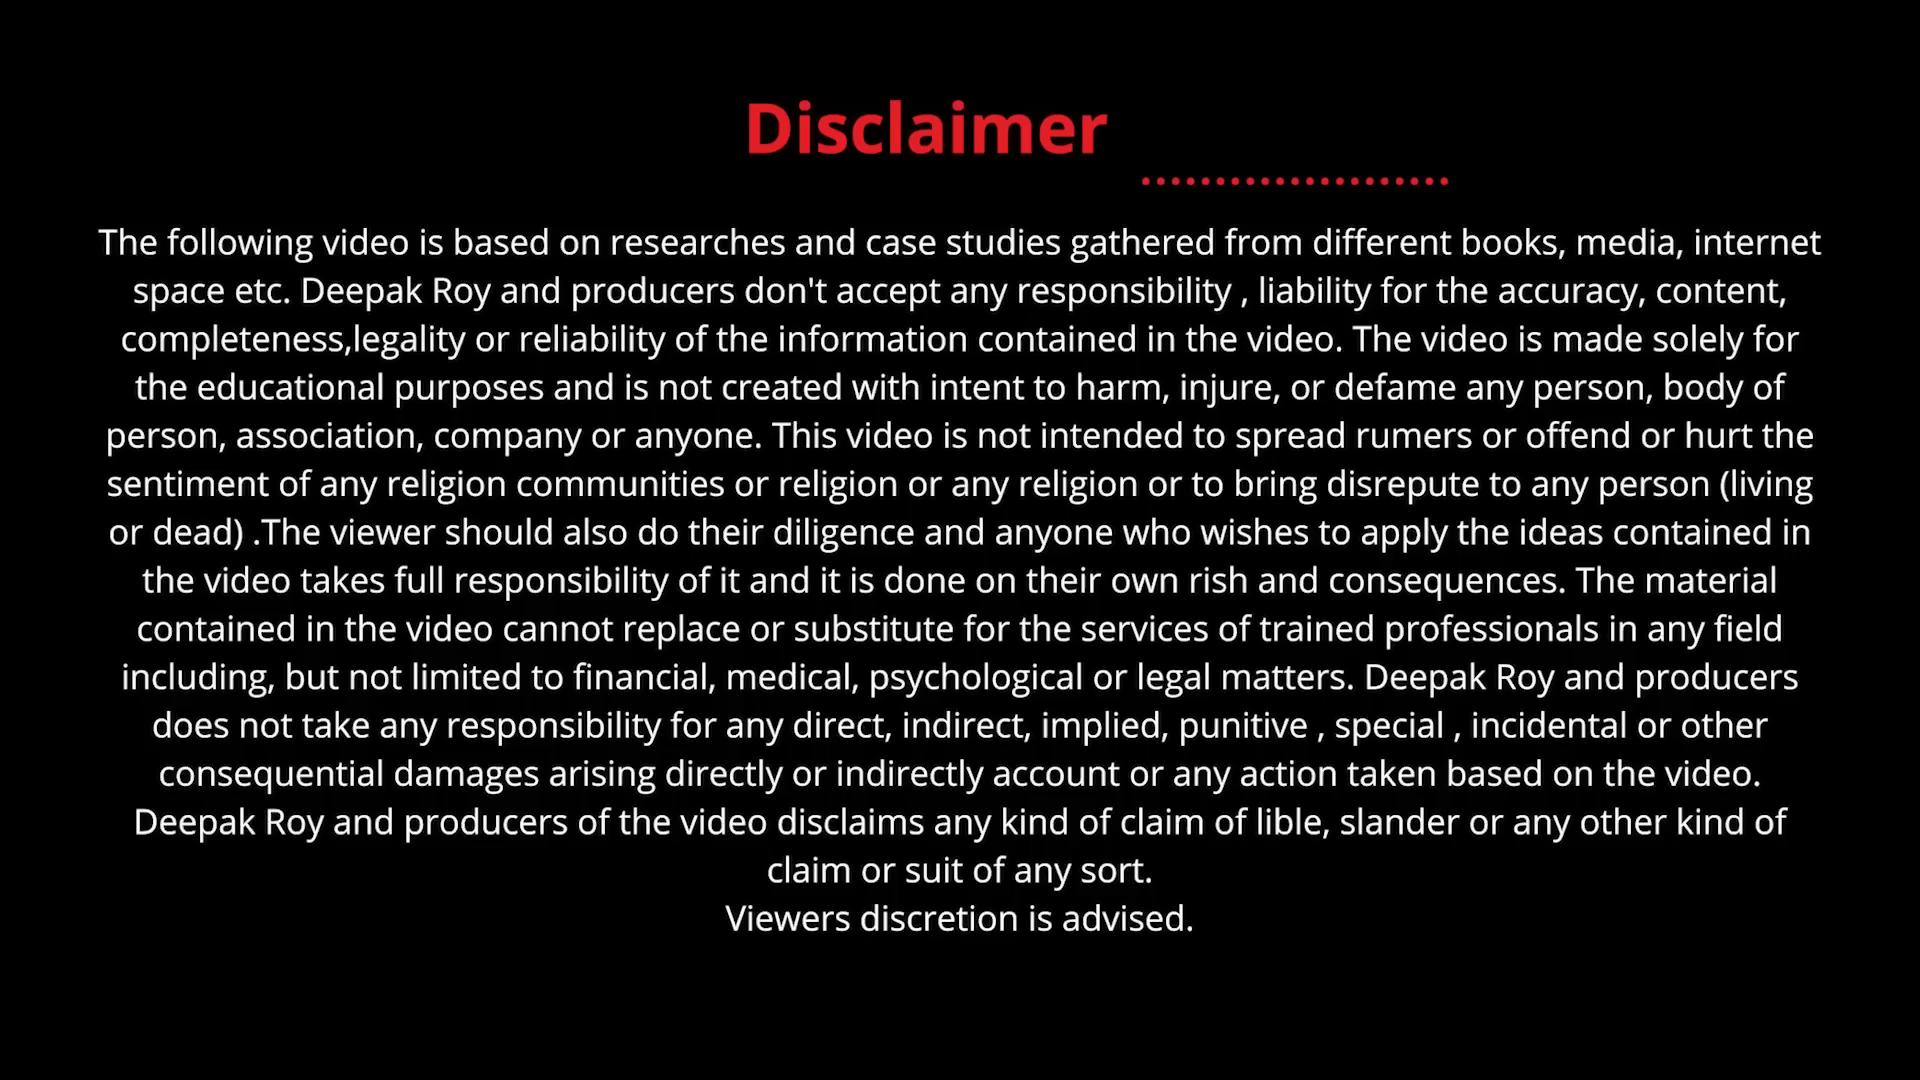 Disclaimer
The following video is based on researches and case studies gathered from different books, media, internet
space etc. Deepak Roy and producers don't accept any responsibility , liability for the accuracy, content,
completeness,legality or reliability of the information contained in the video. The video is made solely for
the educational purposes and is not created with intent to harm, injure, or defame any person, body of
person, association, company or anyone. This video is not intended to spread rumers or offend or hurt the
sentiment of any religion communities or religion or any religion or to bring disrepute to any person (living
or dead) .The viewer should also do their diligence and anyone who wishes to apply the ideas contained in
the video takes full responsibility of it and it is done on their own rish and consequences. The material
contained in the video cannot replace or substitute for the services of trained professionals in any field
including, but not limited to financial, medical, psychological or legal matters. Deepak Roy and producers
does not take any responsibility for any direct, indirect, implied, punitive , special , incidental or other
consequential damages arising directly or indirectly account or any action taken based on the video.
Deepak Roy and producers of the video disclaims any kind of claim of lible, slander or any other kind of
claim or suit of any sort.
Viewers discretion is advised.